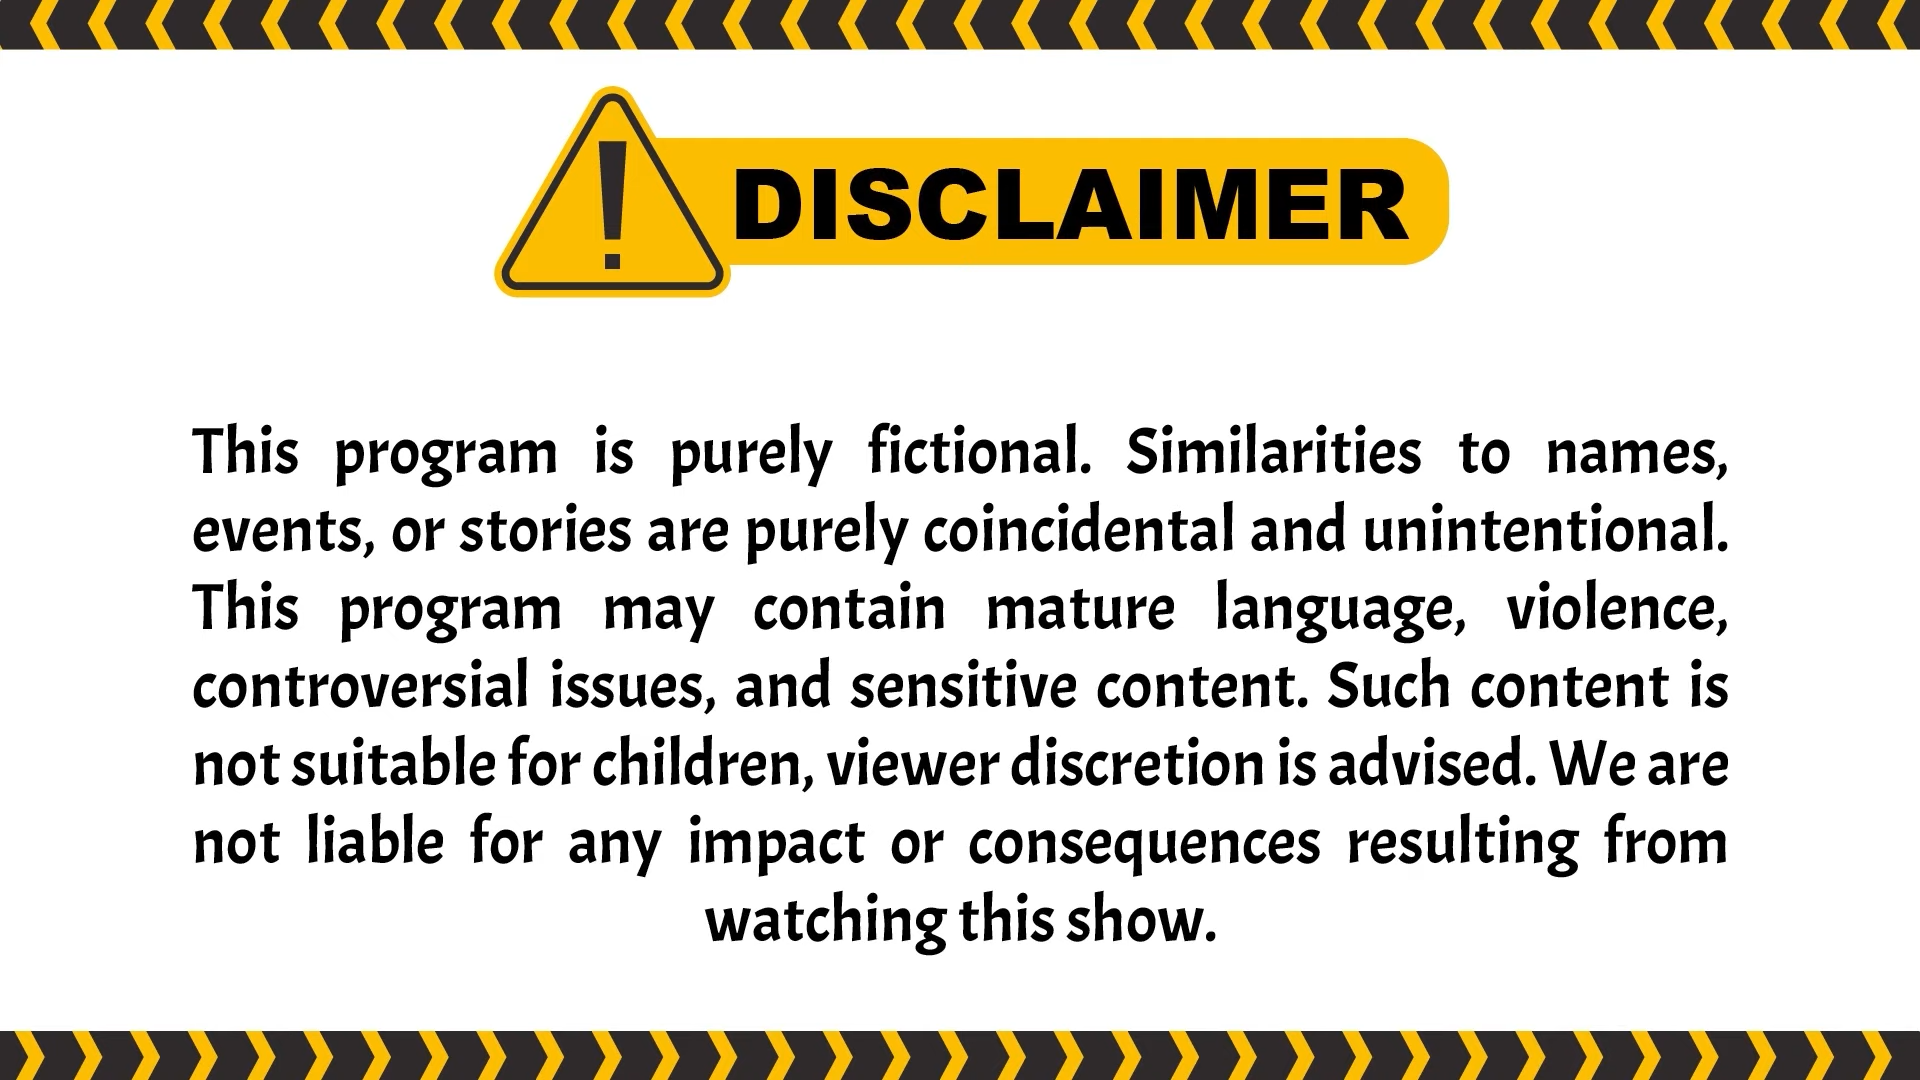 DISCLAIMER
This program is purely fictional. Similarities to names,
events, or stories are purely coincidental and unintentional.
This program may contain mature language, violence,
controversial issues, and sensitive content. Such content is
not suitable for children, viewer discretion is advised. We are
not liable for any impact or consequences resulting from
watching this show.